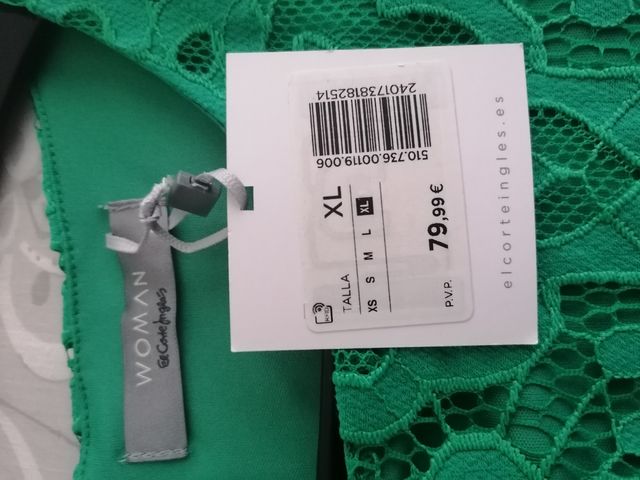 2401738182514
510.736.00119.006
TALLA XL
XS S M L XL
P.V.P. 79,99€
elcorteingles.es
WOMAN
El Corte Inglés